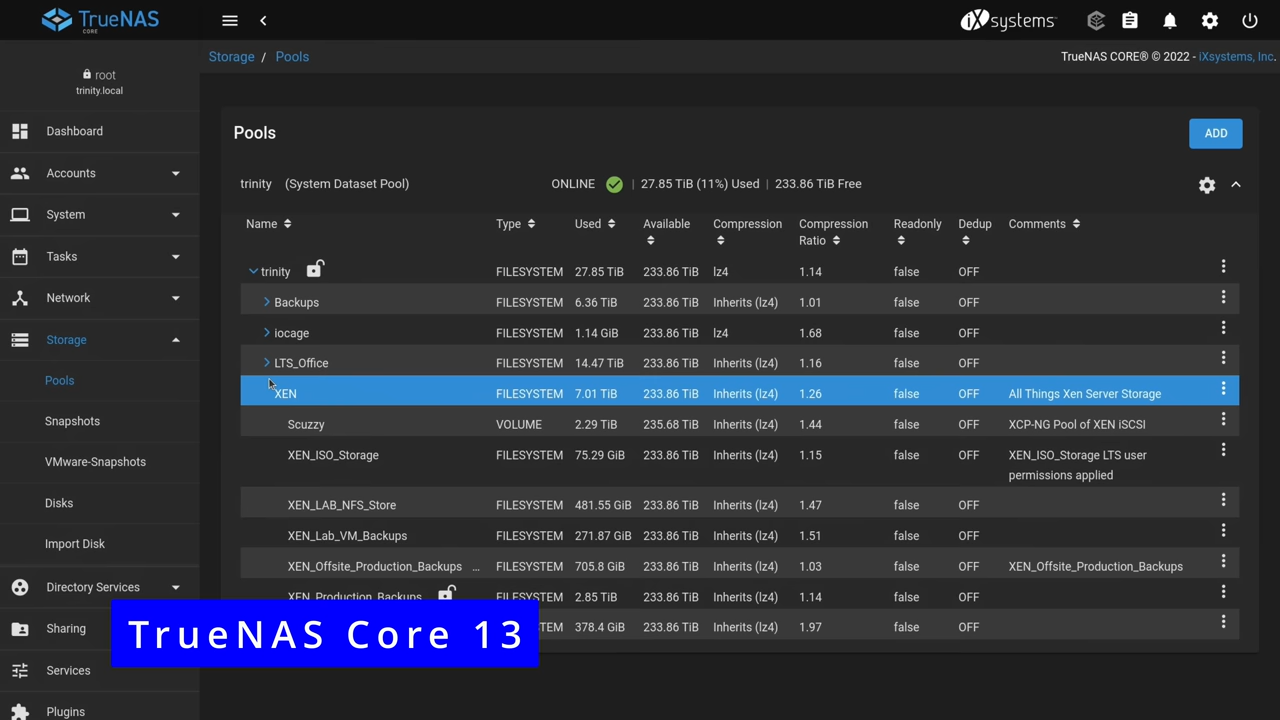 TrueNAS
CORE
iXsystems
root
trinity.local
Storage / Pools
TrueNAS CORE® © 2022 - iXsystems, Inc.
Dashboard
Accounts
System
Tasks
Network
Storage
Pools
Snapshots
VMware-Snapshots
Disks
Import Disk
Directory Services
Sharing
Services
Plugins
Pools
ADD
trinity (System Dataset Pool) ONLINE | 27.85 TiB (11%) Used | 233.86 TiB Free
Name Type Used Available Compression Compression Ratio Readonly Dedup Comments
trinity FILESYSTEM 27.85 TiB 233.86 TiB lz4 1.14 false OFF
Backups FILESYSTEM 6.36 TiB 233.86 TiB Inherits (lz4) 1.01 false OFF
iocage FILESYSTEM 1.14 GiB 233.86 TiB lz4 1.68 false OFF
LTS_Office FILESYSTEM 14.47 TiB 233.86 TiB Inherits (lz4) 1.16 false OFF
XEN FILESYSTEM 7.01 TiB 233.86 TiB Inherits (lz4) 1.26 false OFF All Things Xen Server Storage
Scuzzy VOLUME 2.29 TiB 235.68 TiB Inherits (lz4) 1.44 false OFF XCP-NG Pool of XEN iSCSI
XEN_ISO_Storage FILESYSTEM 75.29 GiB 233.86 TiB Inherits (lz4) 1.15 false OFF XEN_ISO_Storage LTS user
permissions applied
XEN_LAB_NFS_Store FILESYSTEM 481.55 GiB 233.86 TiB Inherits (lz4) 1.47 false OFF
XEN_Lab_VM_Backups FILESYSTEM 271.87 GiB 233.86 TiB Inherits (lz4) 1.51 false OFF
XEN_Offsite_Production_Backups ... FILESYSTEM 705.8 GiB 233.86 TiB Inherits (lz4) 1.03 false OFF XEN_Offsite_Production_Backups
XEN_Production_Backups FILESYSTEM 2.85 TiB 233.86 TiB Inherits (lz4) 1.14 false OFF
378.4 GiB 233.86 TiB Inherits (lz4) 1.97 false OFF
TrueNAS Core 13